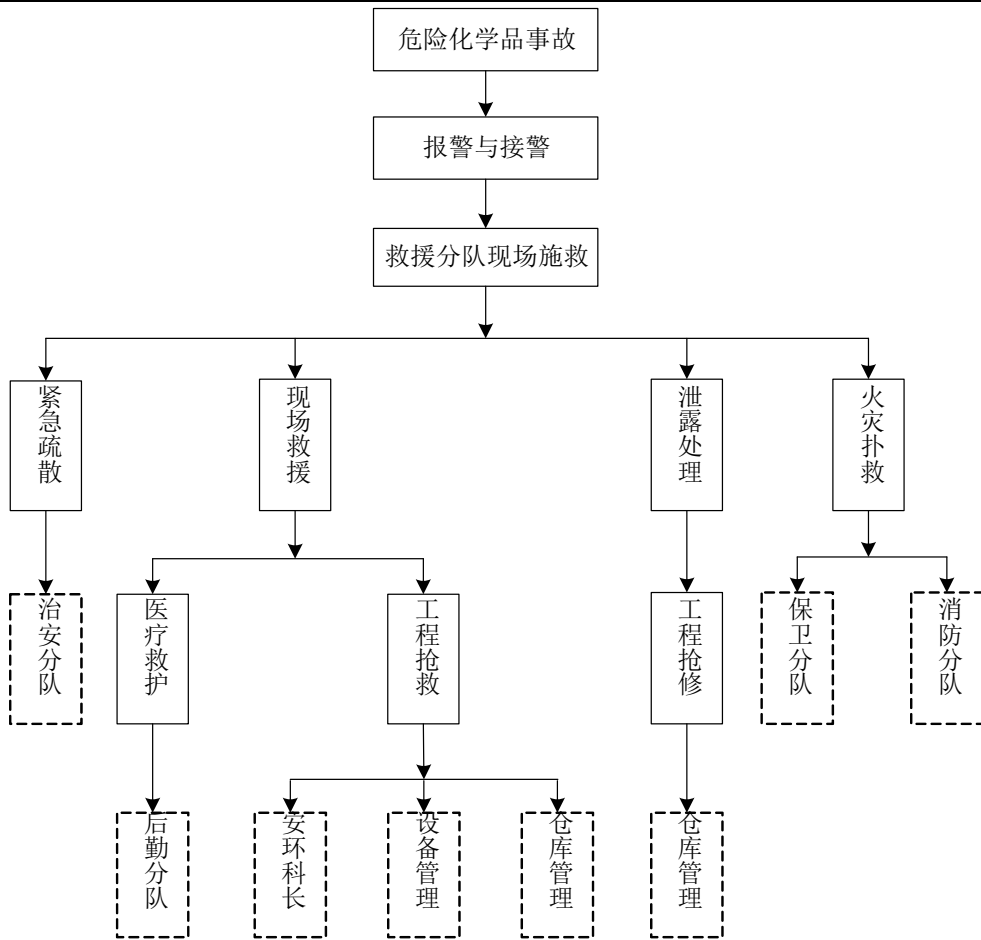 危险化学品事故
报警与接警
救援分队现场施救
紧急疏散
现场救援
泄露处理
火灾扑救
治安分队
医疗救护
工程抢救
工程抢修
保卫分队
消防分队
后勤分队
安环科长
设备管理
仓库管理
仓库管理